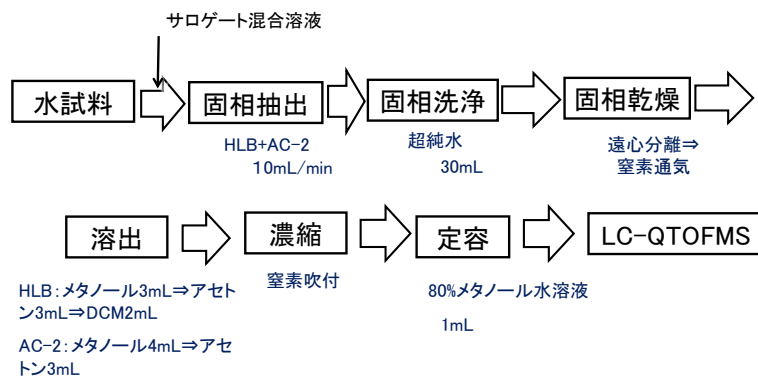 サロゲート混合溶液
水試料
固相抽出
固相洗浄
固相乾燥
HLB+AC-2
10mL/min
超純水
30mL
遠心分離⇒
窒素通気
溶出
濃縮
定容
LC-QTOFMS
HLB:メタノール3mL⇒アセト
ン3mL⇒DCM2mL
AC-2:メタノール4mL⇒アセ
トン3mL
窒素吹付
80%メタノール水溶液
1mL